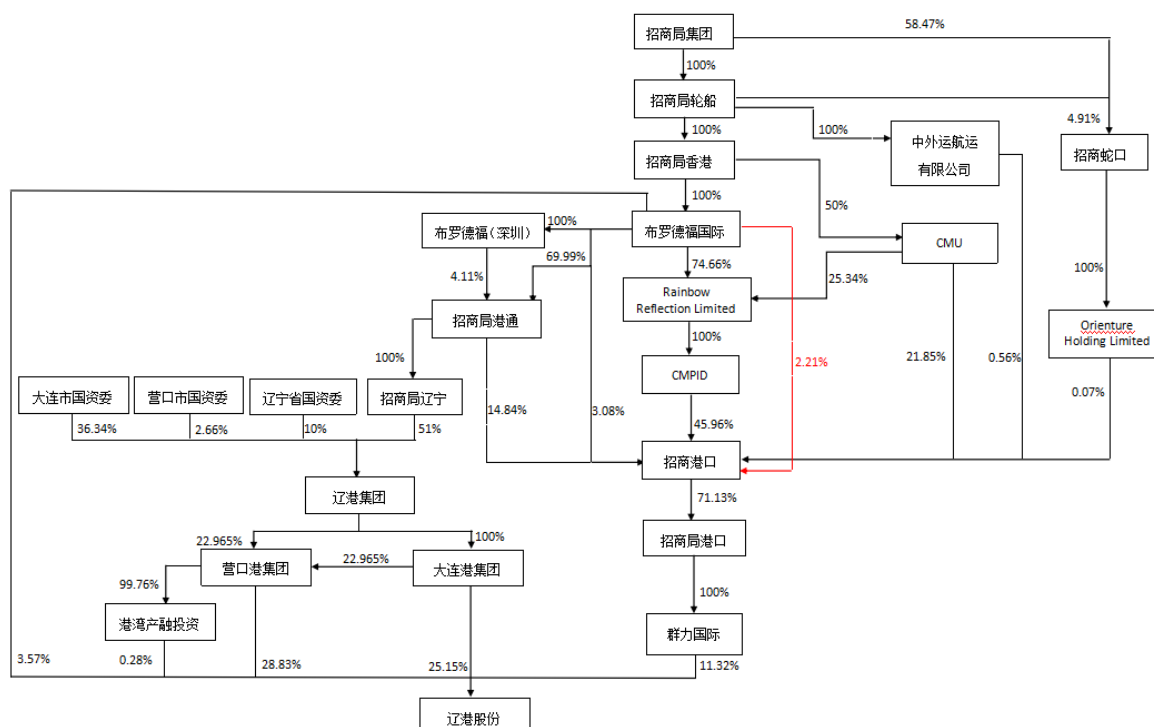 招商局集团
58.47%
100%
招商局轮船
4.91%
100%
100%
中外运航运
有限公司
招商蛇口
招商局香港
100%
50%
布罗德福(深圳)
100%
布罗德福国际
CMU
69.99%
4.11%
74.66%
25.34%
100%
Rainbow
Reflection Limited
招商局港通
Orienture
Holding Limited
100%
100%
2.21%
21.85%
0.56%
CMPID
大连市国资委
营口市国资委
辽宁省国资委
招商局辽宁
14.84%
3.08%
0.07%
36.34%
2.66%
10%
51%
45.96%
招商港口
辽港集团
71.13%
22.965%
100%
招商局港口
营口港集团
22.965%
大连港集团
99.76%
100%
港湾产融投资
群力国际
3.57%
0.28%
28.83%
25.15%
11.32%
辽港股份